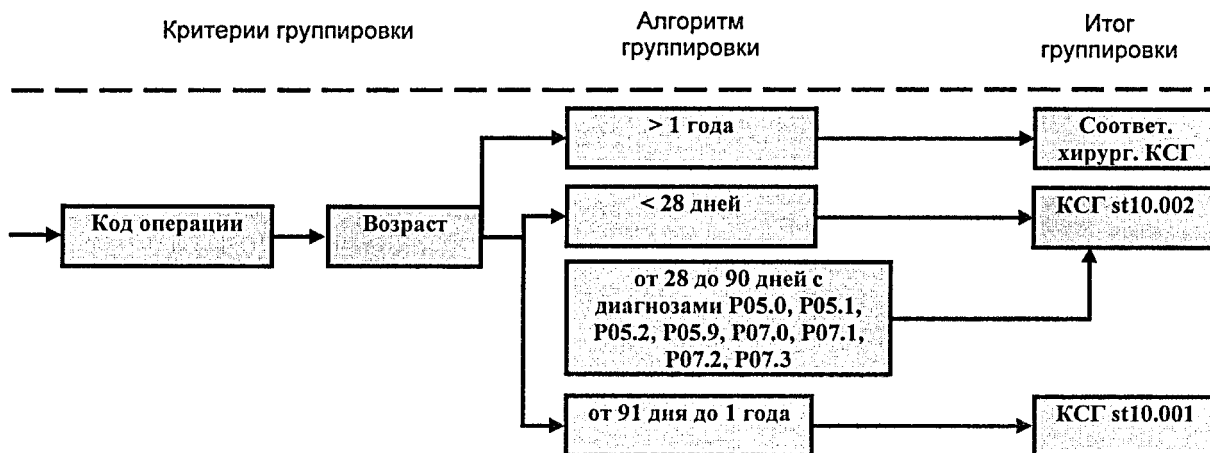 Критерии группировки
Алгоритм
группировки
Итог
группировки
> 1 года
Соответ.
хирург. КСГ
Код операции
Возраст
< 28 дней
КСГ st10.002
от 28 до 90 дней с
диагнозами P05.0, P05.1,
P05.2, P05.9, P07.0, P07.1,
P07.2, P07.3
от 91 дня до 1 года
КСГ st10.001